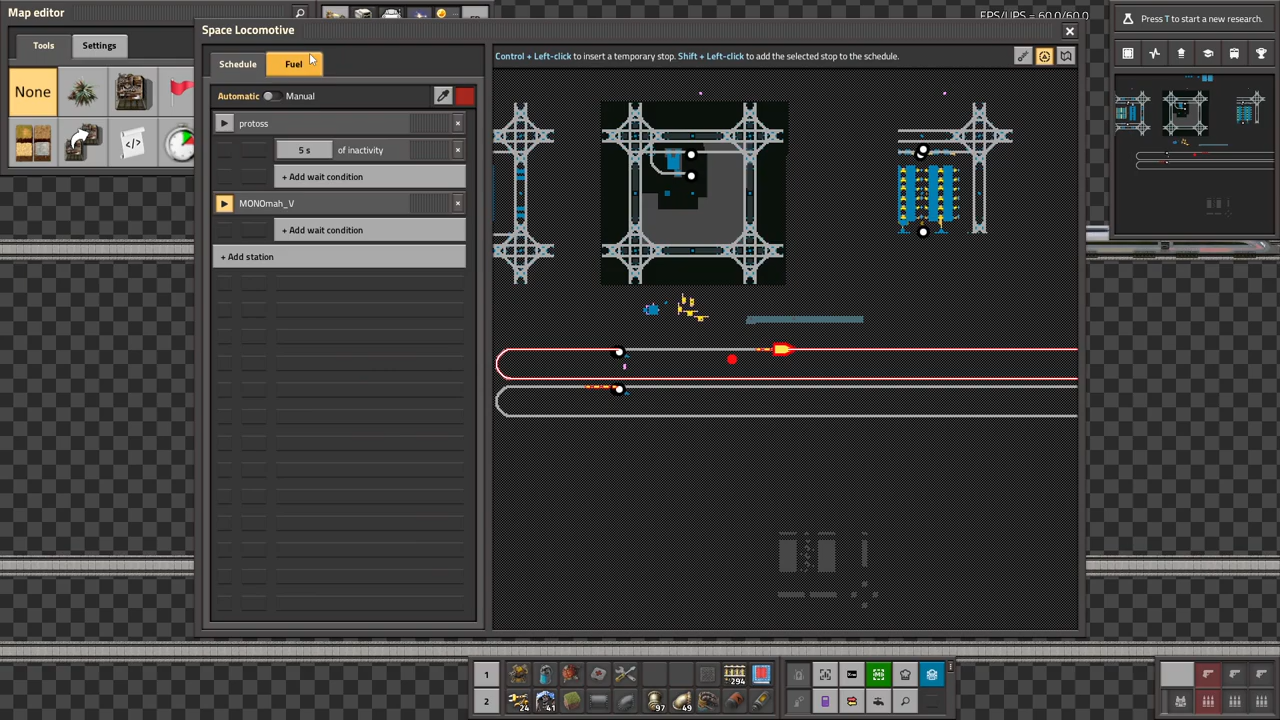 Map editor
Tools
Settings
None
Space Locomotive
Schedule
Fuel
Automatic
Manual
protoss
5 s
of inactivity
+ Add wait condition
MONOmah_V
+ Add wait condition
+ Add station
Control + Left-click to insert a temporary stop. Shift + Left-click to add the selected stop to the schedule.
FPS/UPS = 60.0/60.0
Press T to start a new research.
1
294
2
24
41
97
49